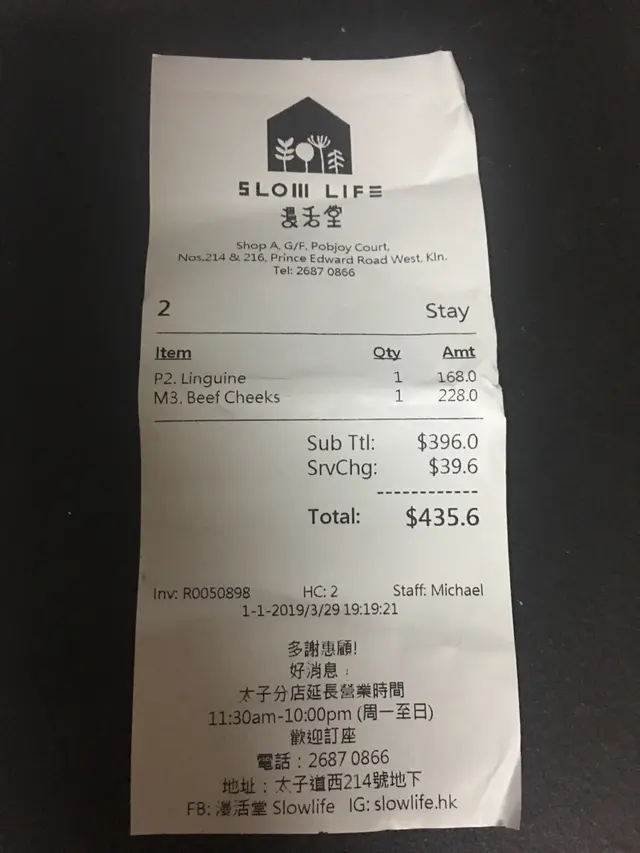 SLOW LIFE
漫活堂
Shop A, G/F, Pobjoy Court,
Nos.214 & 216, Prince Edward Road West, Kln.
Tel: 2687 0866
2 Stay
Item Qty Amt
P2. Linguine 1 168.0
M3. Beef Cheeks 1 228.0
Sub Ttl: $396.0
SrvChg: $39.6
------------
Total: $435.6
Inv: R0050898 HC: 2 Staff: Michael
1-1-2019/3/29 19:19:21
多謝惠顧!
好消息：
太子分店延長營業時間
11:30am-10:00pm (周一至日)
歡迎訂座
電話：2687 0866
地址：太子道西214號地下
FB: 漫活堂 Slowlife IG: slowlife.hk